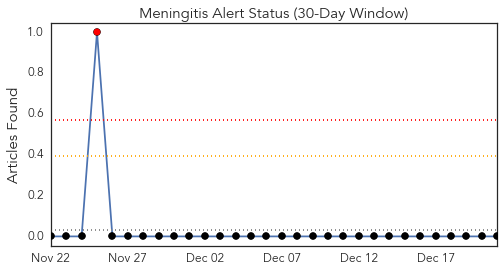 Meningitis Alert Status (30-Day Window)
Articles Found
1.0
0.8
0.6
0.4
0.2
0.0
Nov 22 Nov 27 Dec 02 Dec 07 Dec 12 Dec 17